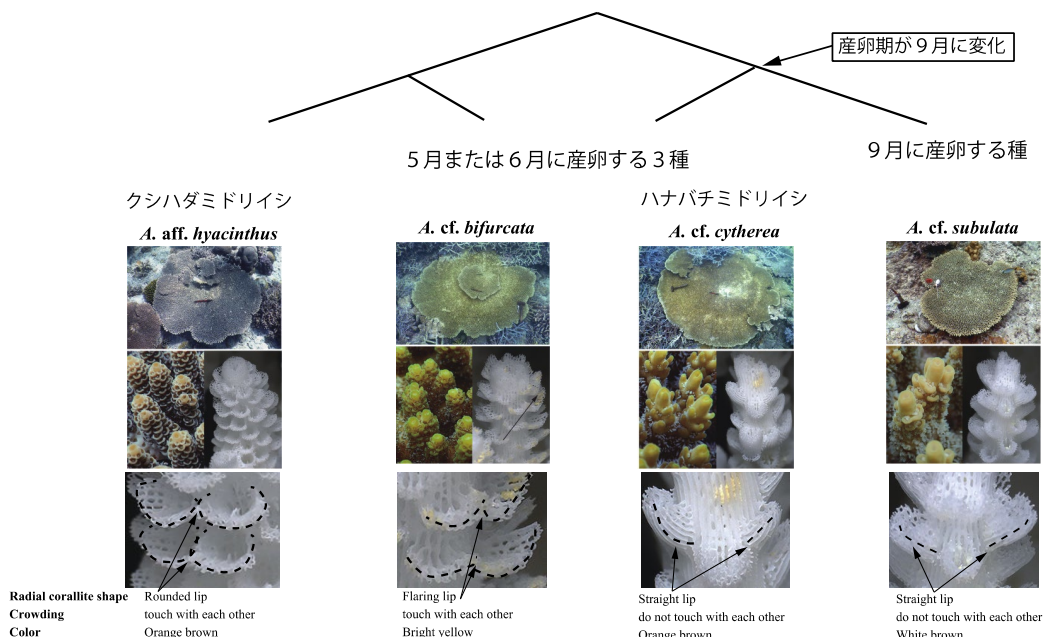 産卵期が９月に変化
５月または６月に産卵する３種
９月に産卵する種
クシハダミドリイシ
ハナバチミドリイシ
A. aff. hyacinthus
A. cf. bifurcata
A. cf. cytherea
A. cf. subulata
Radial corallite shape Rounded lip Flaring lip Straight lip Straight lip
Crowding touch with each other touch with each other do not touch with each other do not touch with each other
Color Orange brown Bright yellow Orange brown White brown